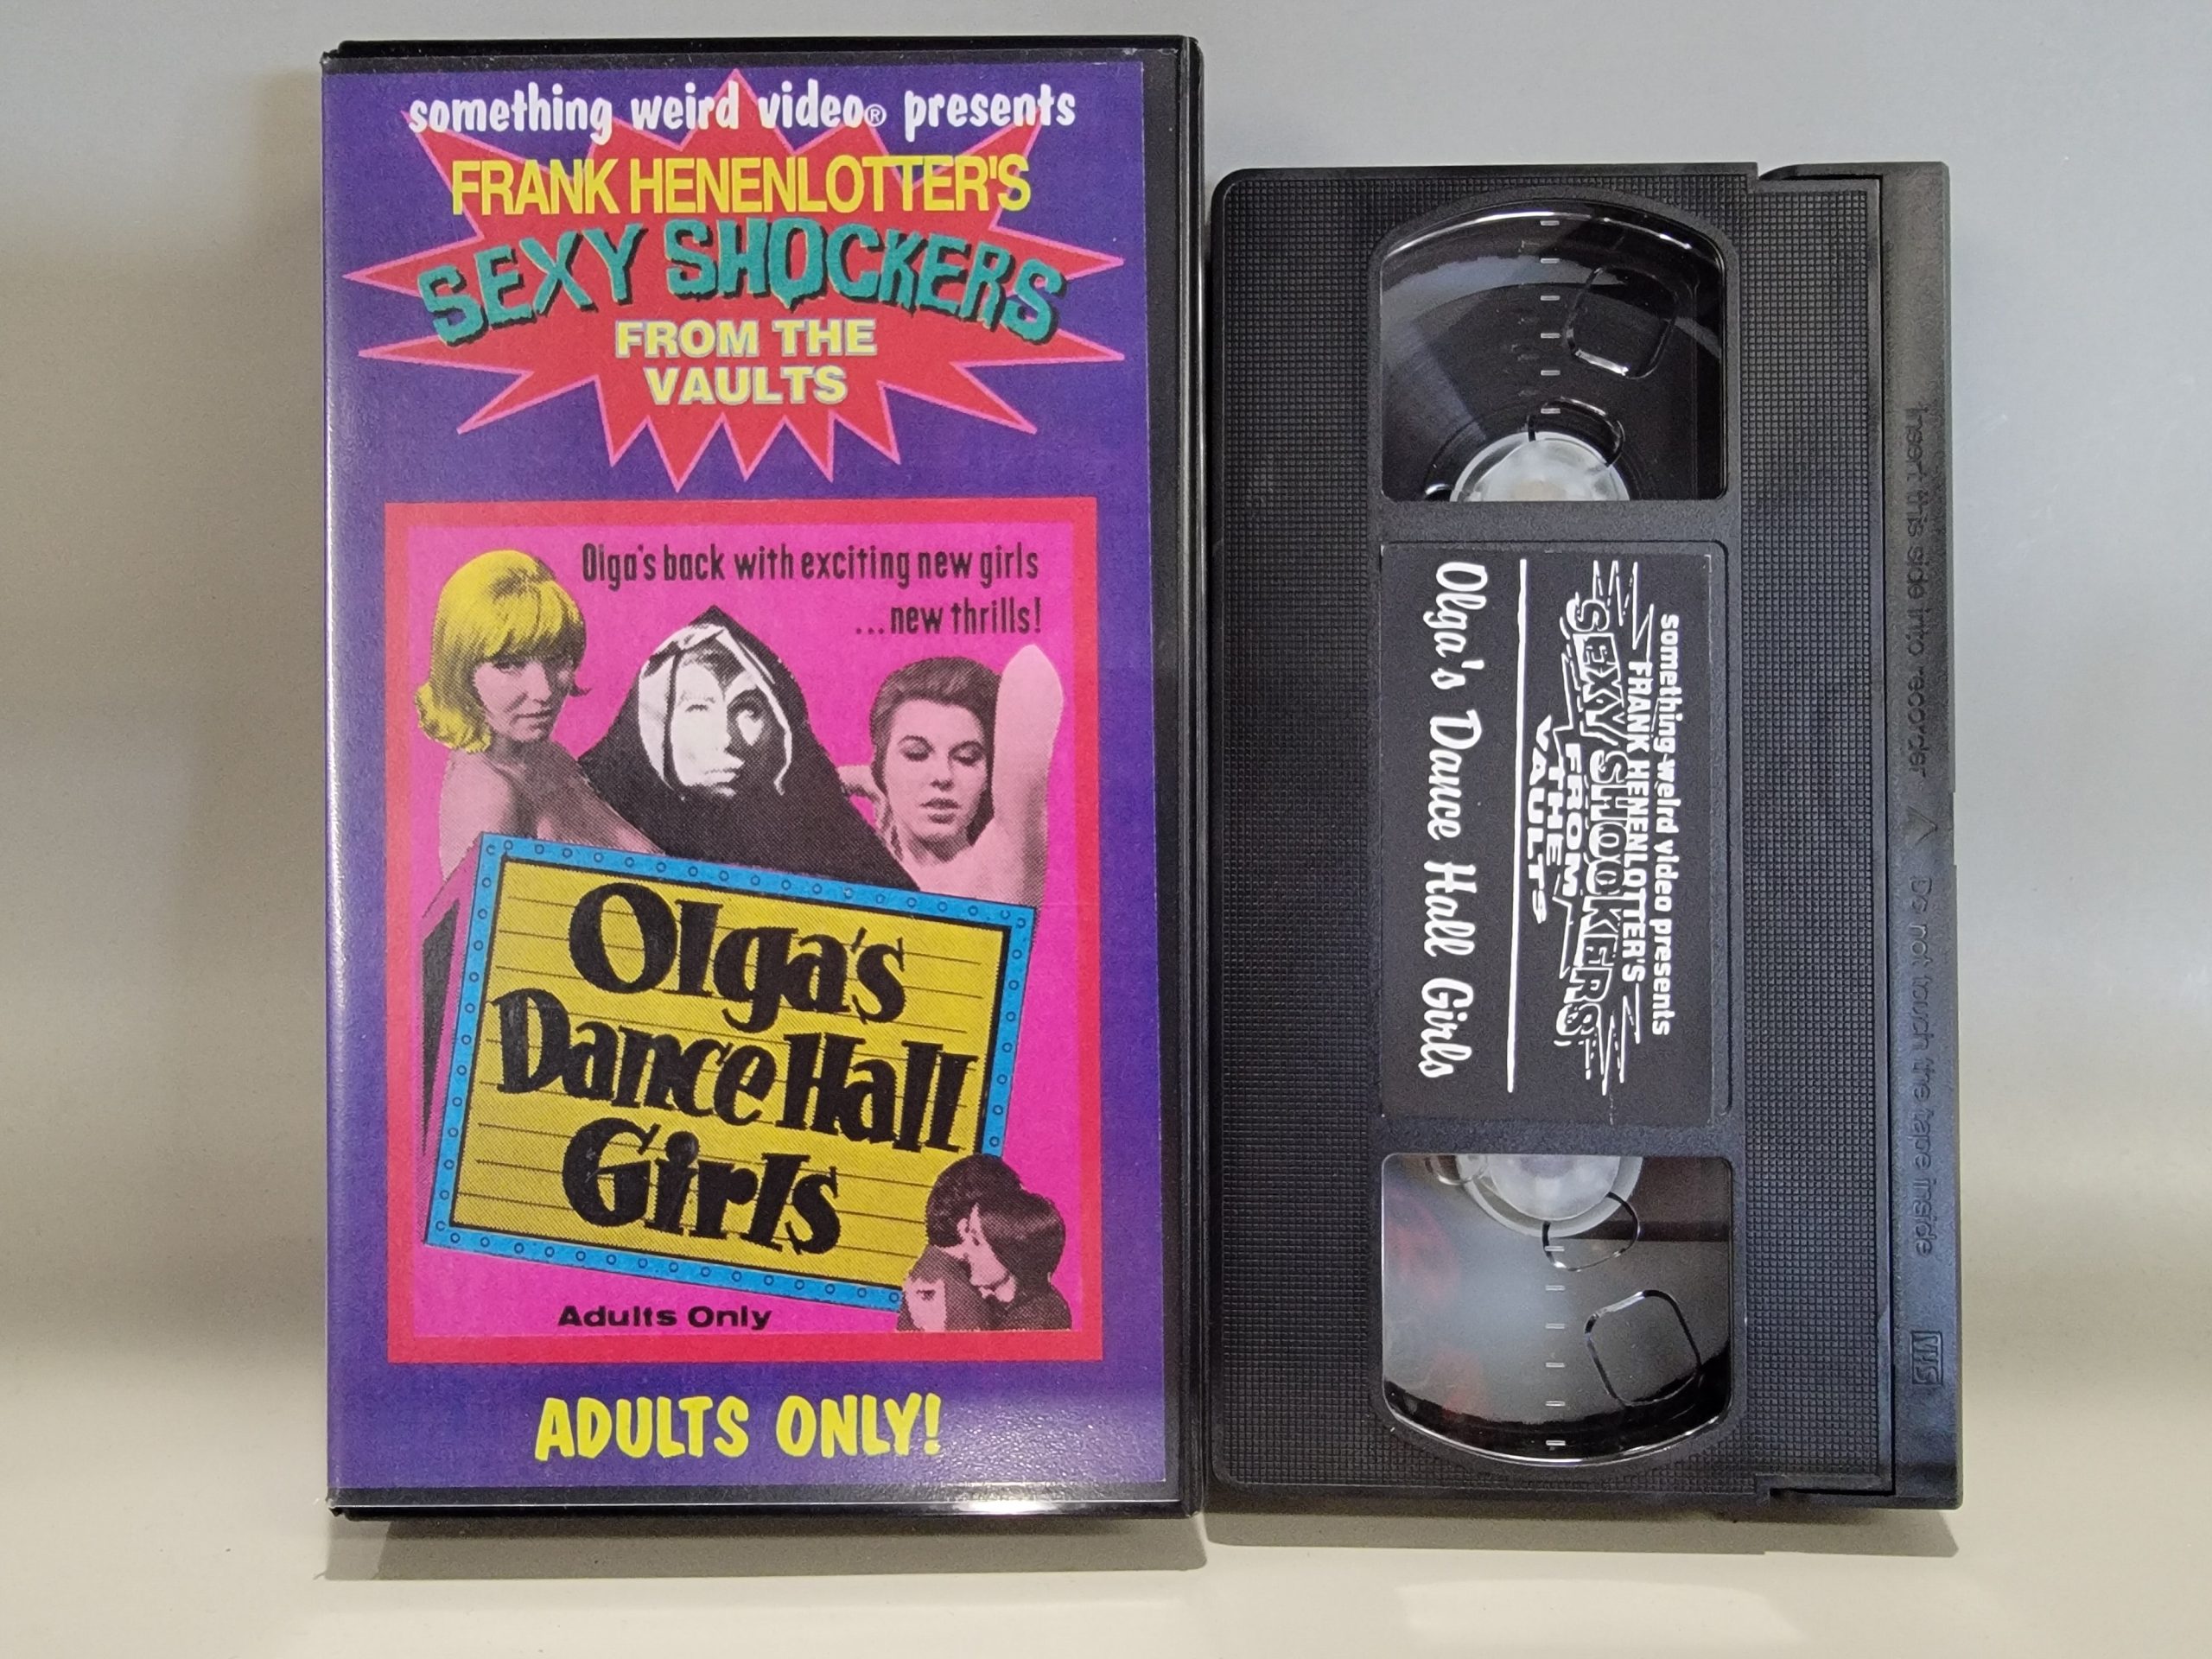 something weird video® presents
FRANK HENENLOTTER'S
SEXY SHOCKERS
FROM THE
VAULTS
Olga's back with exciting new girls
...new thrills!
Olga's
Dance Hall
Girls
Adults Only
ADULTS ONLY!
something weird video presents
FRANK HENENLOTTER'S
SEXY SHOCKERS
FROM
THE
VAULTS
Olga's Dance Hall Girls
Insert this side into recorder △ Do not touch the tape inside
VHS